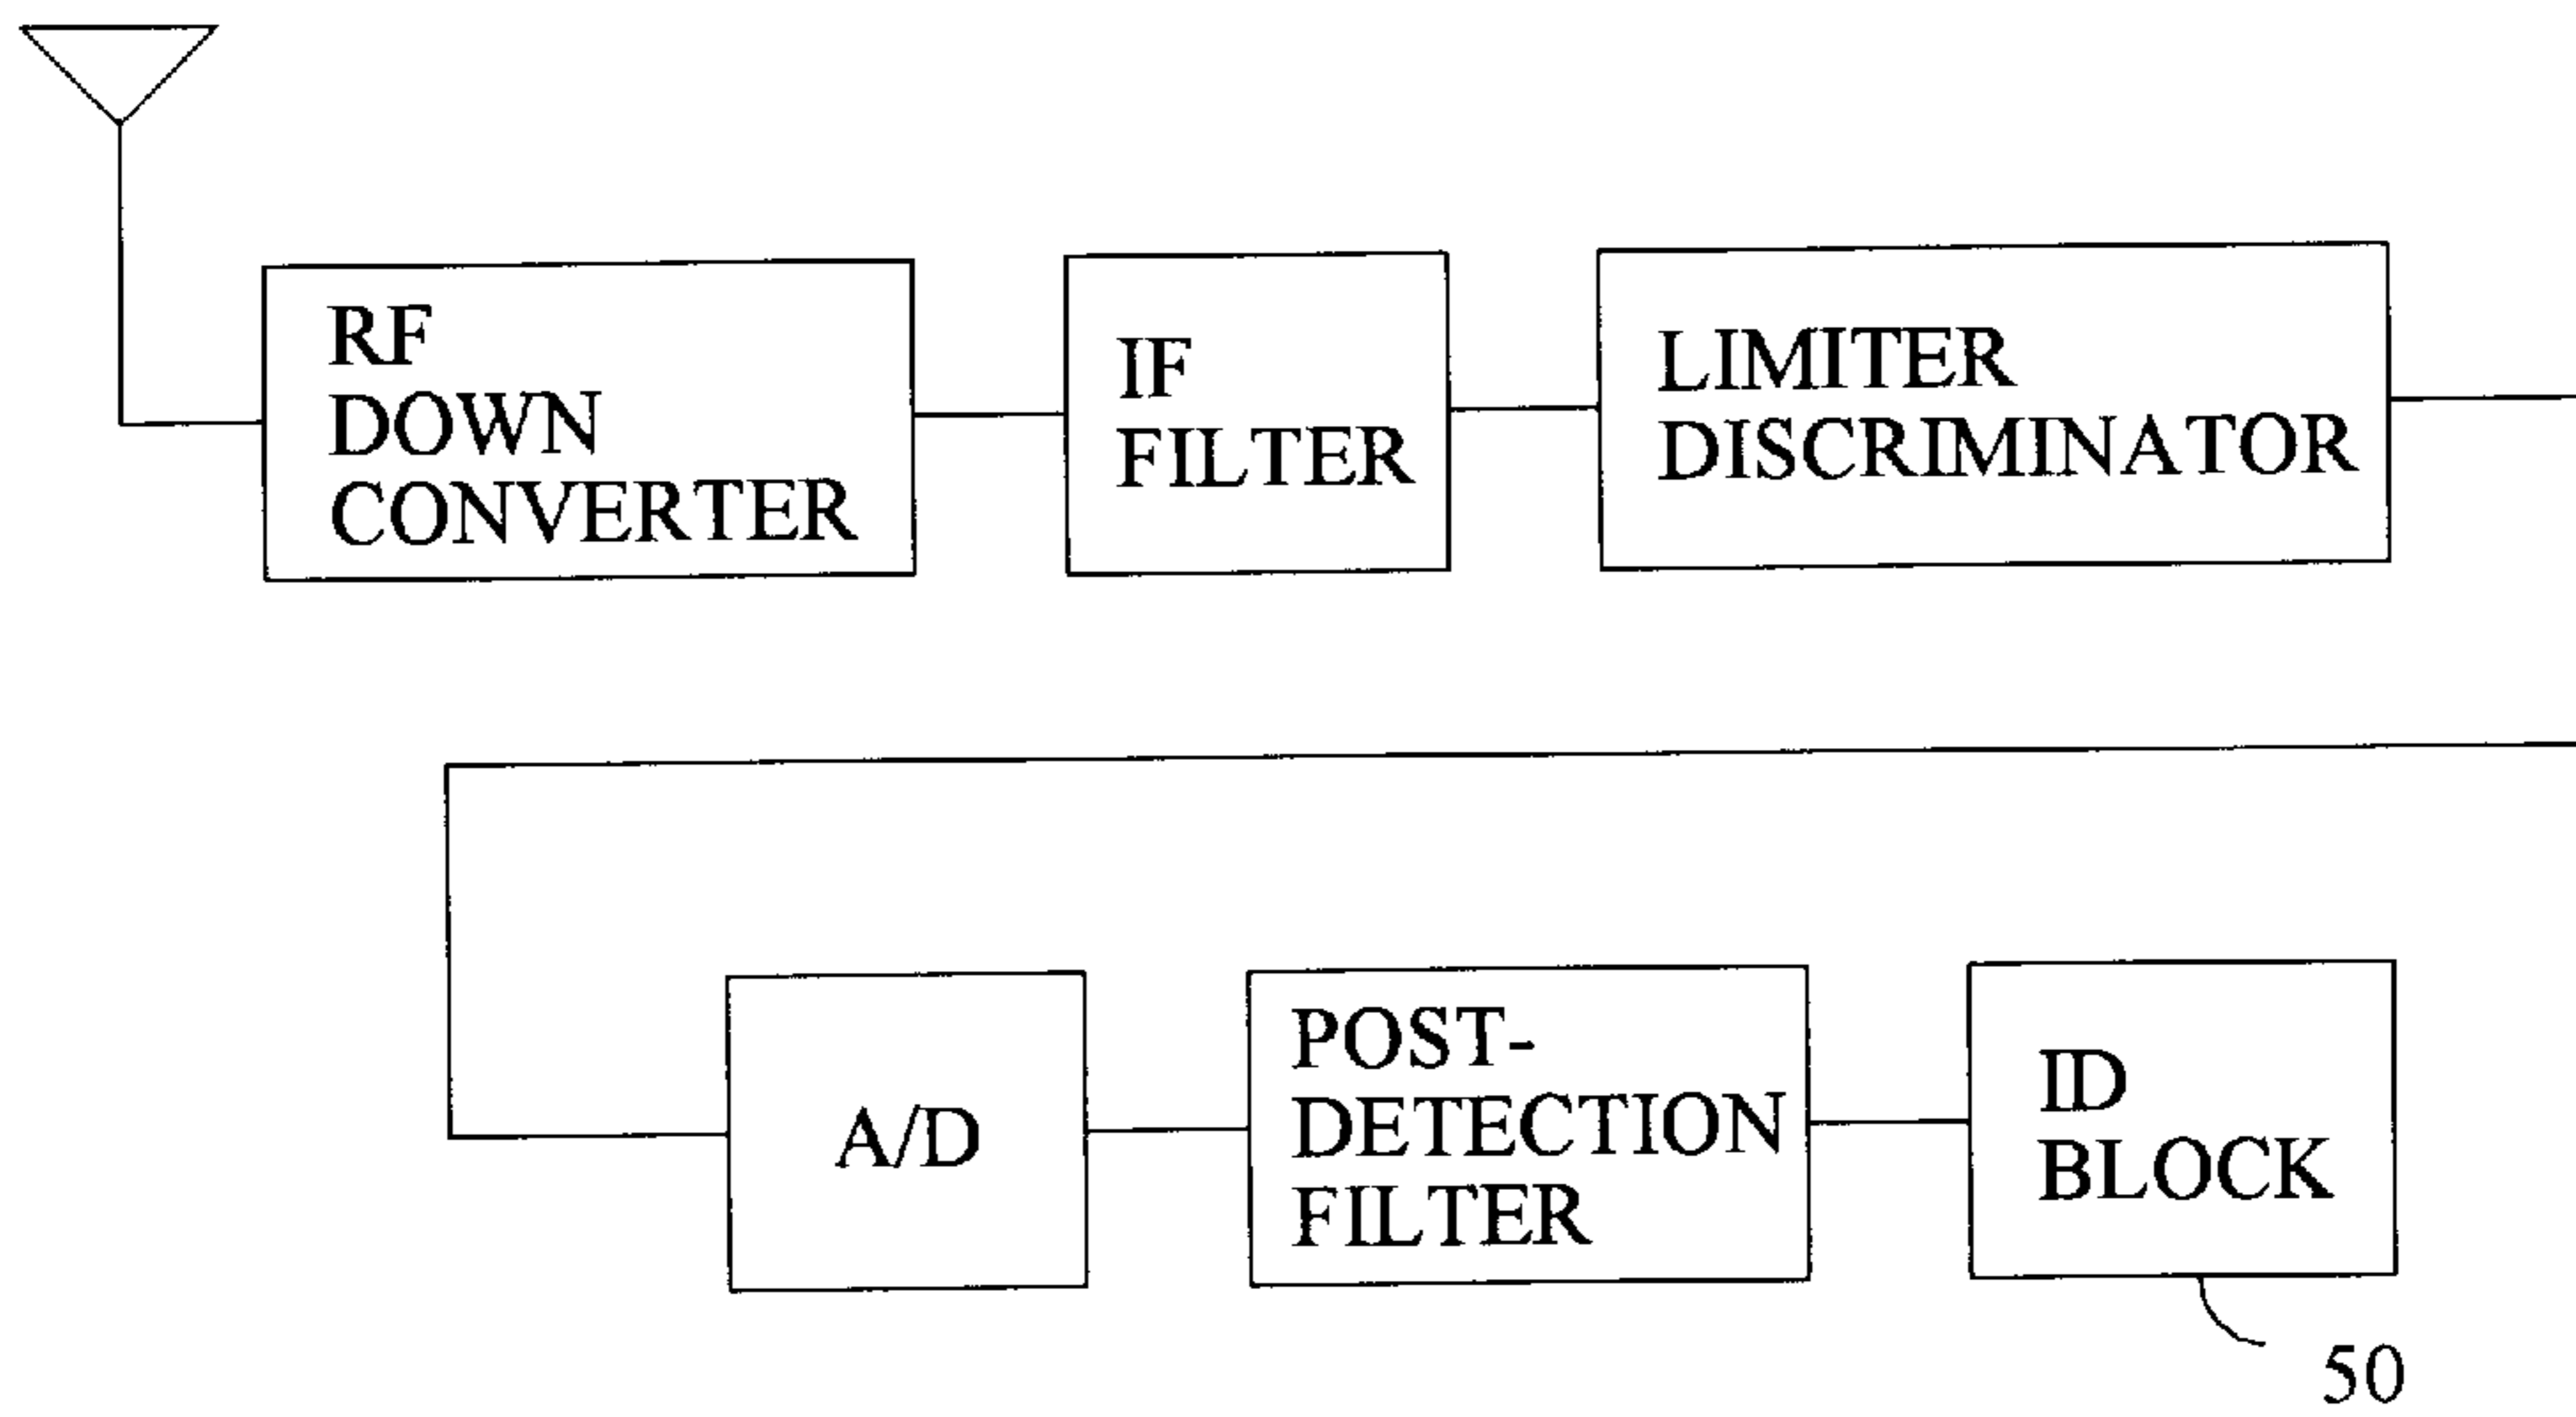 RF
DOWN
CONVERTER
IF
FILTER
LIMITER
DISCRIMINATOR
A/D
POST-
DETECTION
FILTER
ID
BLOCK
50